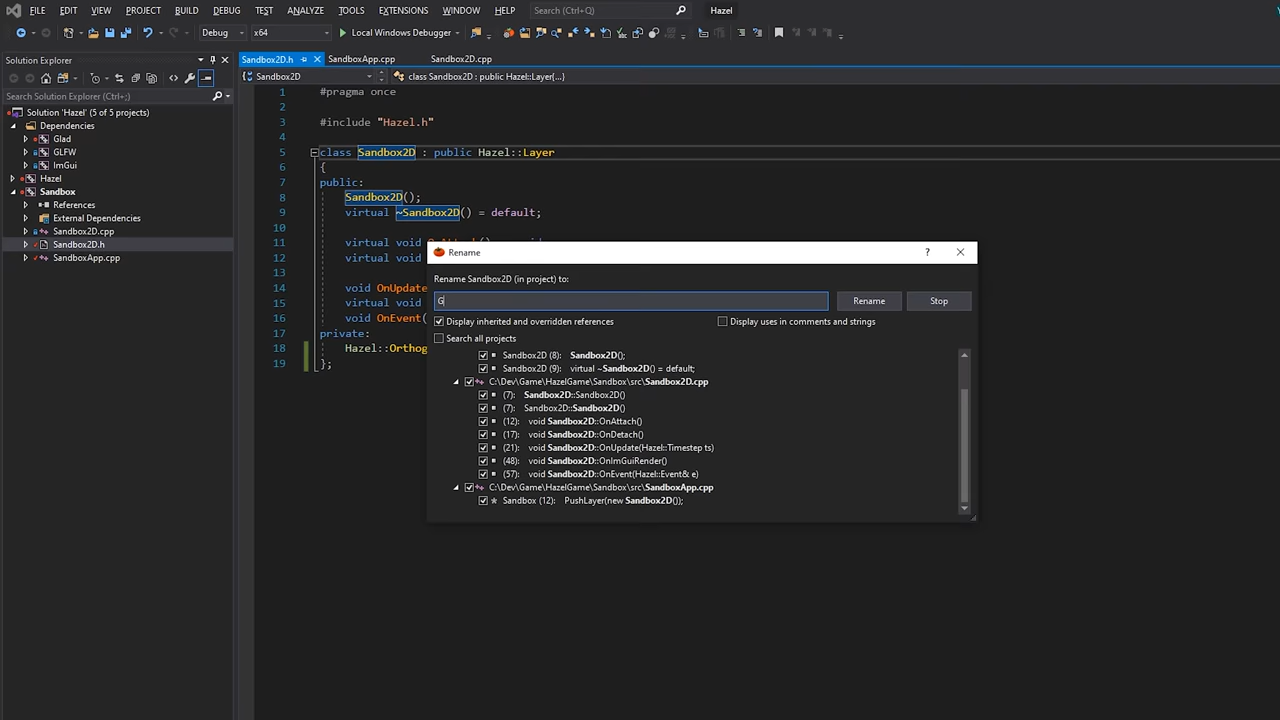 FILE EDIT VIEW PROJECT BUILD DEBUG TEST ANALYZE TOOLS EXTENSIONS WINDOW HELP Search (Ctrl+Q) Hazel
Debug x64 Local Windows Debugger
Solution Explorer
Search Solution Explorer (Ctrl+;)
Solution 'Hazel' (5 of 5 projects)
Dependencies
Glad
GLFW
ImGui
Hazel
Sandbox
References
External Dependencies
Sandbox2D.cpp
Sandbox2D.h
SandboxApp.cpp
Sandbox2D.h SandboxApp.cpp Sandbox2D.cpp
Sandbox2D class Sandbox2D : public Hazel::Layer{...}
1 #pragma once
2
3 #include "Hazel.h"
4
5 class Sandbox2D : public Hazel::Layer
6 {
7 public:
8 Sandbox2D();
9 virtual ~Sandbox2D() = default;
10
11 virtual void
12 virtual void
13
14 void OnUpdate
15 virtual void
16 void OnEvent(
17 private:
18 Hazel::Orthog
19 };
Rename
Rename Sandbox2D (in project) to:
G
Rename Stop
Display inherited and overridden references Display uses in comments and strings
Search all projects
Sandbox2D (8): Sandbox2D();
Sandbox2D (9): virtual ~Sandbox2D() = default;
C:\Dev\Game\HazelGame\Sandbox\src\Sandbox2D.cpp
(7): Sandbox2D::Sandbox2D()
(7): Sandbox2D::Sandbox2D()
(12): void Sandbox2D::OnAttach()
(17): void Sandbox2D::OnDetach()
(21): void Sandbox2D::OnUpdate(Hazel::Timestep ts)
(48): void Sandbox2D::OnImGuiRender()
(57): void Sandbox2D::OnEvent(Hazel::Event& e)
C:\Dev\Game\HazelGame\Sandbox\src\SandboxApp.cpp
Sandbox (12): PushLayer(new Sandbox2D());